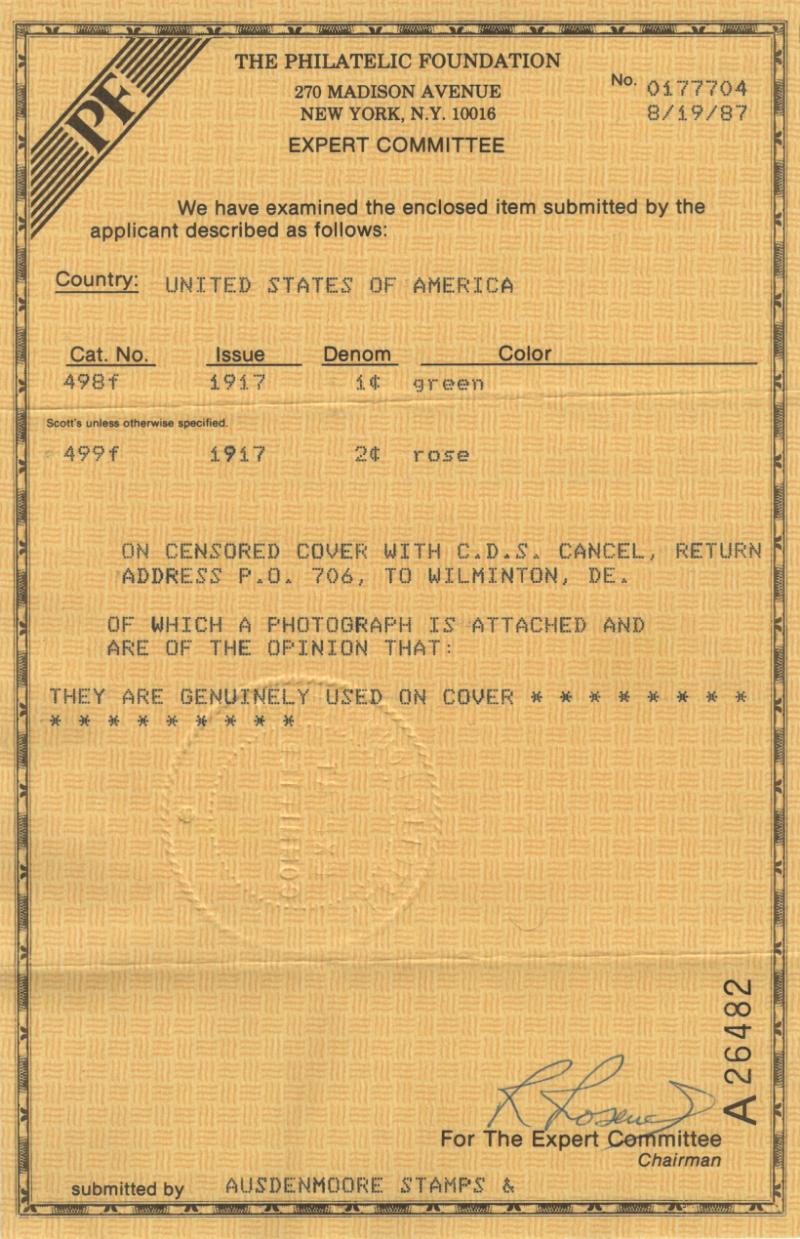 PF
THE PHILATELIC FOUNDATION
270 MADISON AVENUE
NEW YORK, N.Y. 10016
EXPERT COMMITTEE
No. 0177704
8/19/87
We have examined the enclosed item submitted by the
applicant described as follows:
Country: UNITED STATES OF AMERICA
Cat. No. Issue Denom Color
498f 1917 1¢ green
Scott's unless otherwise specified.
499f 1917 2¢ rose
ON CENSORED COVER WITH C.D.S. CANCEL, RETURN
ADDRESS P.O. 706, TO WILMINTON, DE.
OF WHICH A PHOTOGRAPH IS ATTACHED AND
ARE OF THE OPINION THAT:
THEY ARE GENUINELY USED ON COVER * * * * * * * *
* * * * * * * * *
A 26482
For The Expert Committee
Chairman
submitted by AUSDENMOORE STAMPS &